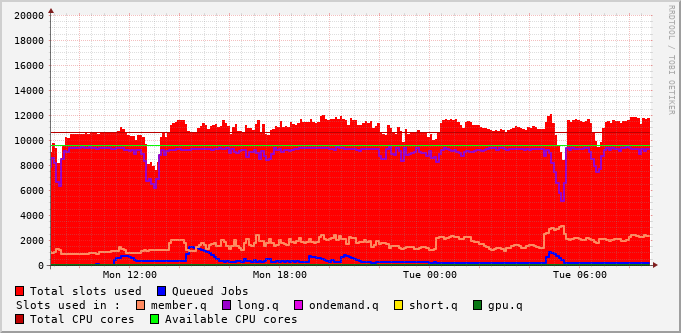 RRDTOOL / TOBI OETIKER
20000
18000
16000
14000
12000
10000
8000
6000
4000
2000
0
Mon 12:00 Mon 18:00 Tue 00:00 Tue 06:00
Total slots used Queued Jobs
Slots used in : member.q long.q ondemand.q short.q gpu.q
Total CPU cores Available CPU cores